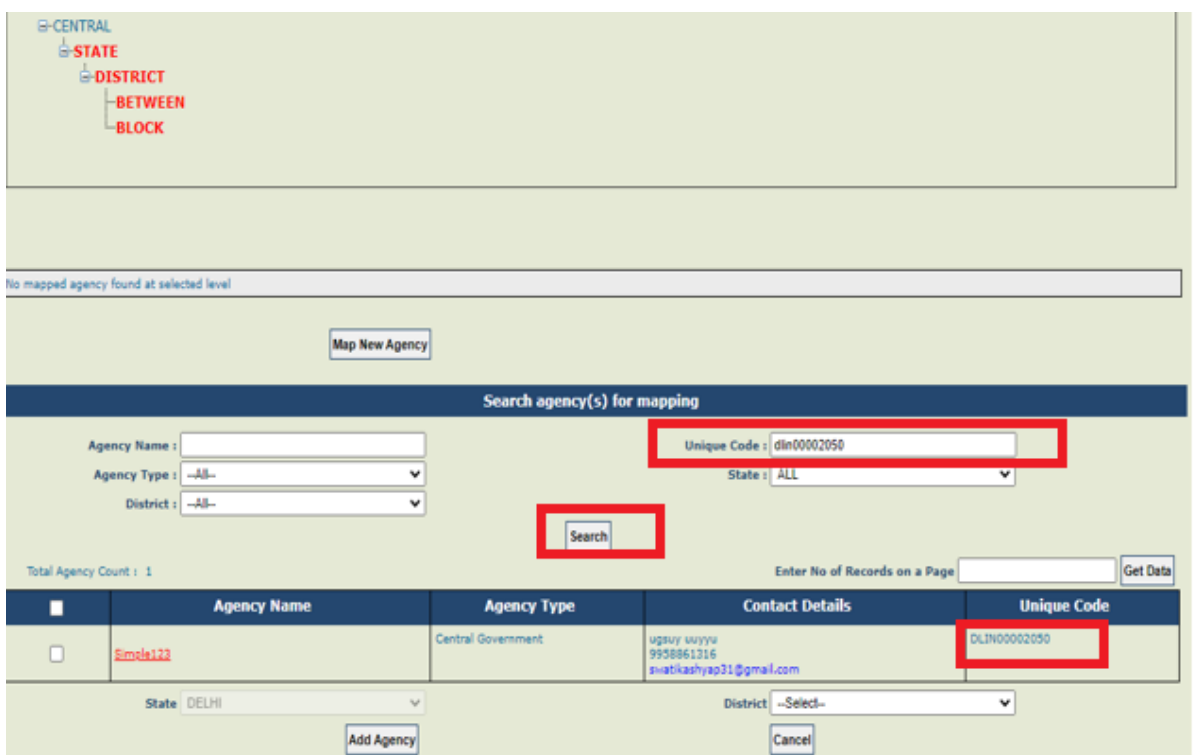 CENTRAL
STATE
DISTRICT
BETWEEN
BLOCK
No mapped agency found at selected level
Map New Agency
Search agency(s) for mapping
Agency Name : Unique Code : dlin00002050
Agency Type : --All-- State : ALL
District : --All--
Search
Total Agency Count : 1 Enter No of Records on a Page Get Data
Agency Name Agency Type Contact Details Unique Code
Simple123 Central Government ugsuy uuyyu DLIN00002050
9958861316
swatikashyap31@gmail.com
State DELHI District --Select--
Add Agency Cancel